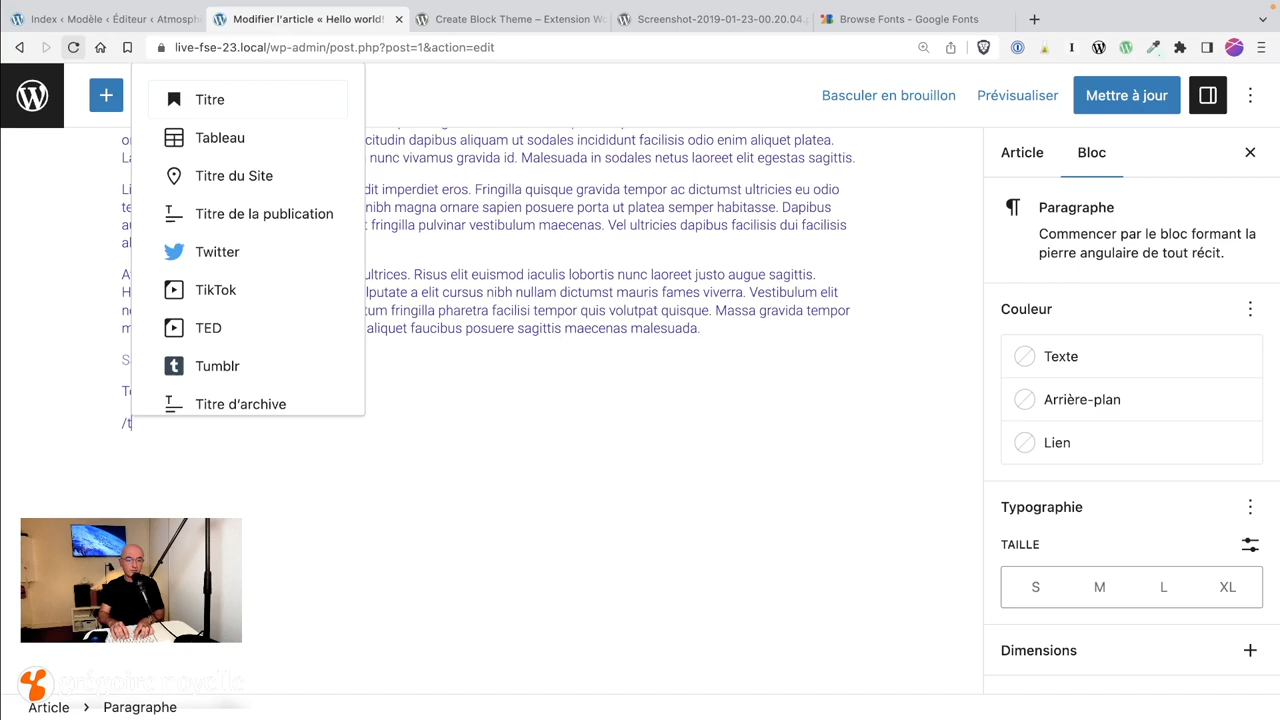 Index ‹ Modèle ‹ Éditeur ‹ Atmosph
Modifier l'article « Hello world!
Create Block Theme – Extension Wo
Screenshot-2019-01-23-00.20.04.
Browse Fonts - Google Fonts
live-fse-23.local/wp-admin/post.php?post=1&action=edit
Basculer en brouillon
Prévisualiser
Mettre à jour
Titre
Tableau
Titre du Site
Titre de la publication
Twitter
TikTok
TED
Tumblr
Titre d'archive
citudin dapibus aliquam ut sodales incididunt facilisis odio enim aliquet platea.
nunc vivamus gravida id. Malesuada in sodales netus laoreet elit egestas sagittis.
dit imperdiet eros. Fringilla quisque gravida tempor ac dictumst ultricies eu odio
nibh magna ornare sapien posuere porta ut platea semper habitasse. Dapibus
t fringilla pulvinar vestibulum maecenas. Vel ultricies dapibus facilisis dui facilisis
ultrices. Risus elit euismod iaculis lobortis nunc laoreet justo augue sagittis.
lputate a elit cursus nibh nullam dictumst mauris fames viverra. Vestibulum elit
tum fringilla pharetra facilisi tempor quis volutpat quisque. Massa gravida tempor
aliquet faucibus posuere sagittis maecenas malesuada.
/t
Article
Bloc
Paragraphe
Commencer par le bloc formant la
pierre angulaire de tout récit.
Couleur
Texte
Arrière-plan
Lien
Typographie
TAILLE
S M L XL
Dimensions
grégoire noyelle
Article > Paragraphe